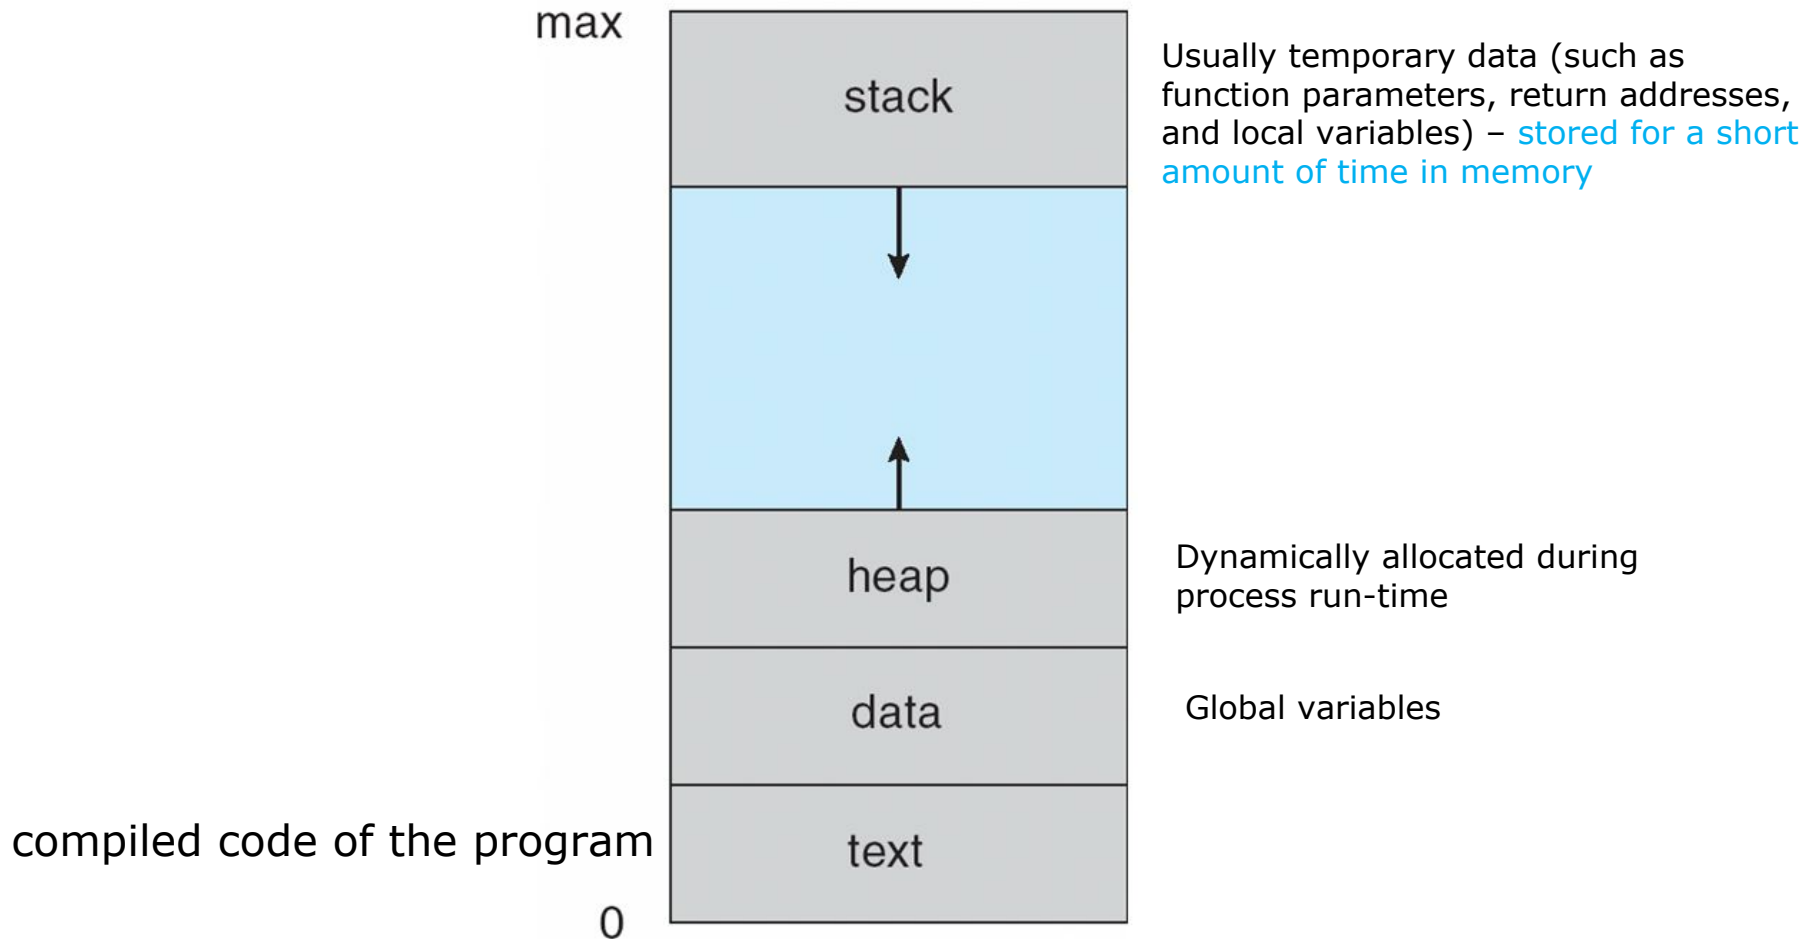 max
stack
Usually temporary data (such as
function parameters, return addresses,
and local variables) – stored for a short
amount of time in memory
heap
Dynamically allocated during
process run-time
data
Global variables
compiled code of the program
text
0